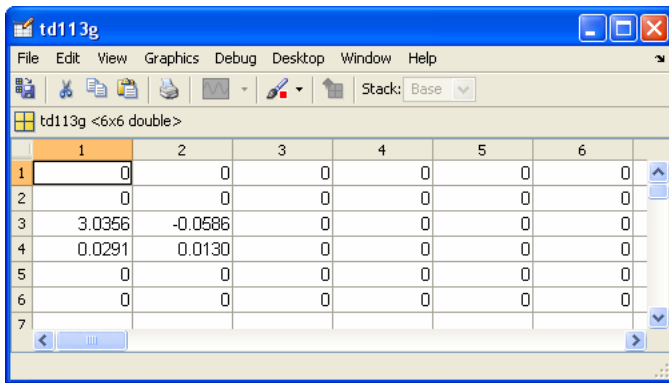 td113g
File Edit View Graphics Debug Desktop Window Help
Stack: Base
td113g <6x6 double>
1 2 3 4 5 6
1 0 0 0 0 0 0
2 0 0 0 0 0 0
3 3.0356 -0.0586 0 0 0 0
4 0.0291 0.0130 0 0 0 0
5 0 0 0 0 0 0
6 0 0 0 0 0 0
7